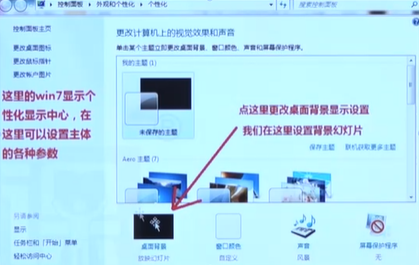 控制面板 ▸ 外观和个性化 ▸ 个性化
搜索控制面板
控制面板主页
更改桌面图标
更改鼠标指针
更改帐户图片
这里的win7显示个
性化显示中心，在
这里可以设置主体
的各种参数
另请参阅
显示
任务栏和「开始」菜单
轻松访问中心
更改计算机上的视觉效果和声音
单击某个主题立即更改桌面背景、窗口颜色、声音和屏幕保护程序。
我的主题 (1)
未保存的主题
点这里更改桌面背景显示设置
我们在这里设置背景幻灯片
保存主题
联机获取更多主题
Aero 主题 (7)
桌面背景
放映幻灯片
窗口颜色
自定义
声音
风景
屏幕保护程序
无